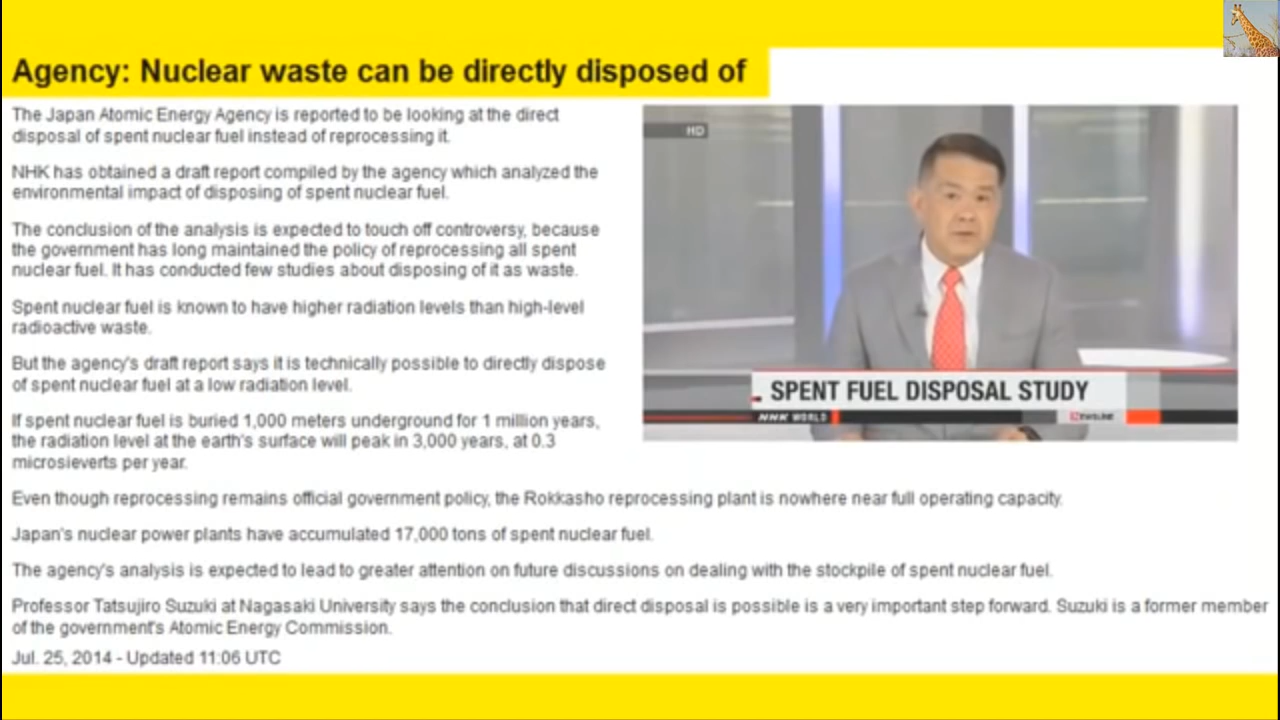 Agency: Nuclear waste can be directly disposed of
The Japan Atomic Energy Agency is reported to be looking at the direct
disposal of spent nuclear fuel instead of reprocessing it.
NHK has obtained a draft report compiled by the agency which analyzed the
environmental impact of disposing of spent nuclear fuel.
The conclusion of the analysis is expected to touch off controversy, because
the government has long maintained the policy of reprocessing all spent
nuclear fuel. It has conducted few studies about disposing of it as waste.
Spent nuclear fuel is known to have higher radiation levels than high-level
radioactive waste.
But the agency's draft report says it is technically possible to directly dispose
of spent nuclear fuel at a low radiation level.
If spent nuclear fuel is buried 1,000 meters underground for 1 million years,
the radiation level at the earth's surface will peak in 3,000 years, at 0.3
microsieverts per year.
Even though reprocessing remains official government policy, the Rokkasho reprocessing plant is nowhere near full operating capacity.
Japan's nuclear power plants have accumulated 17,000 tons of spent nuclear fuel.
The agency's analysis is expected to lead to greater attention on future discussions on dealing with the stockpile of spent nuclear fuel.
Professor Tatsujiro Suzuki at Nagasaki University says the conclusion that direct disposal is possible is a very important step forward. Suzuki is a former member
of the government's Atomic Energy Commission.
Jul. 25, 2014 - Updated 11:06 UTC
HD
SPENT FUEL DISPOSAL STUDY
NHK WORLD